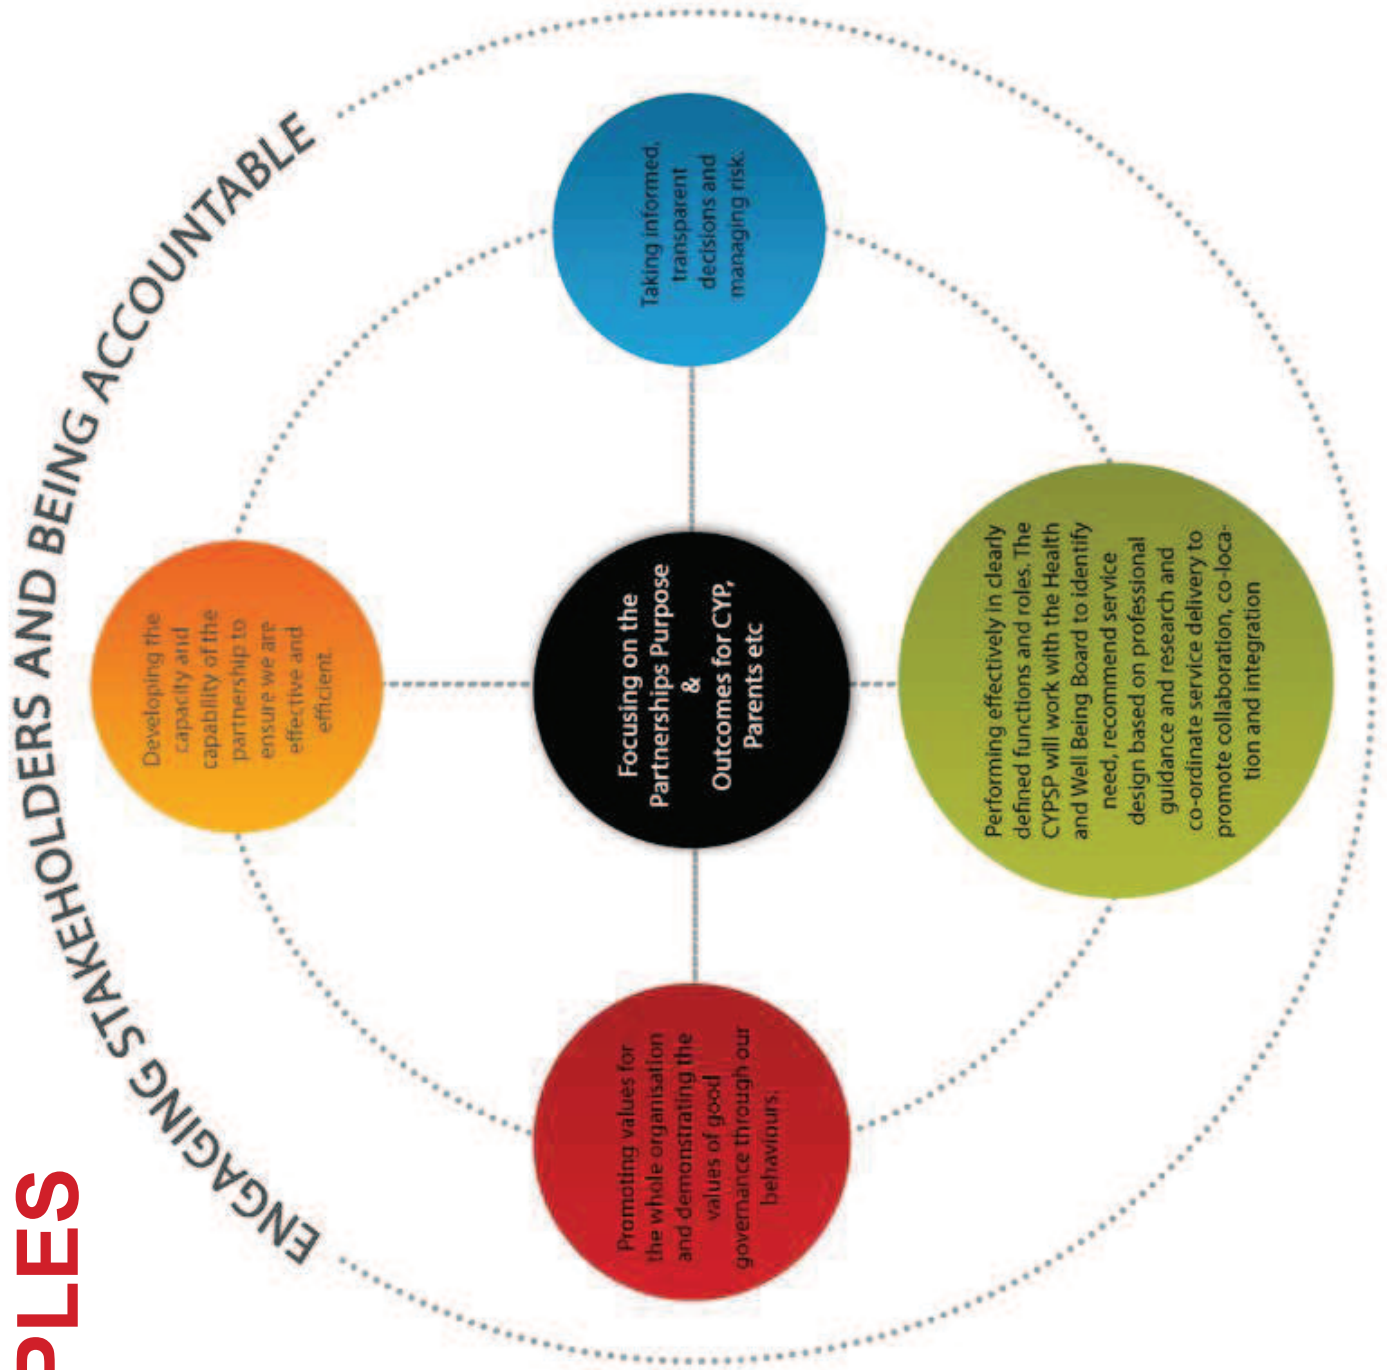 PLES
ENGAGING STAKEHOLDERS AND BEING ACCOUNTABLE
Developing the
capacity and
capability of the
partnership to
ensure we are
effective and
efficient.
Promoting values for
the whole organisation
and demonstrating the
values of good
governance through our
behaviours.
Focusing on the
Partnerships Purpose
&
Outcomes for CYP,
Parents etc
Taking informed,
transparent
decisions and
managing risk.
Performing effectively in clearly
defined functions and roles. The
CYPSP will work with the Health
and Well Being Board to identify
need, recommend service
design based on professional
guidance and research and
co-ordinate service delivery to
promote collaboration, co-loca-
tion and integration